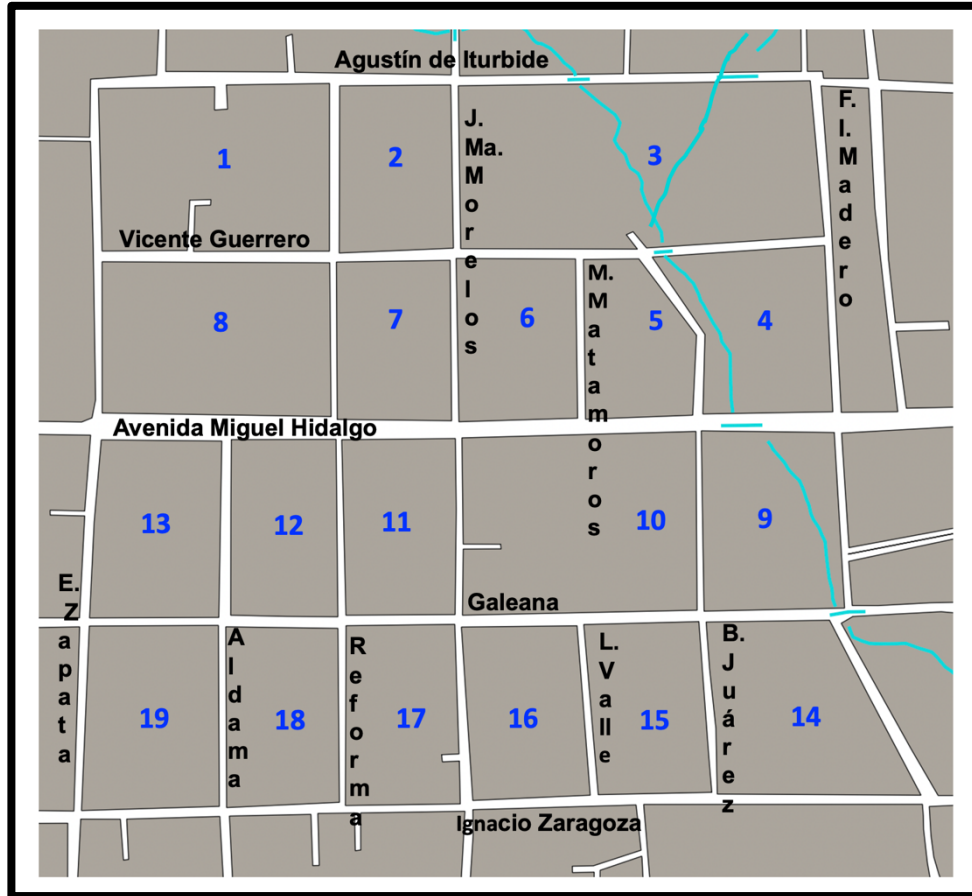 Agustín de Iturbide
J. Ma. Morelos
F. I. Madero
1
2
3
Vicente Guerrero
M. Matamoros
8
7
6
5
4
Avenida Miguel Hidalgo
13
12
11
10
9
E. Zapata
Galeana
Aldama
Reforma
L. Valle
B. Juárez
19
18
17
16
15
14
Ignacio Zaragoza